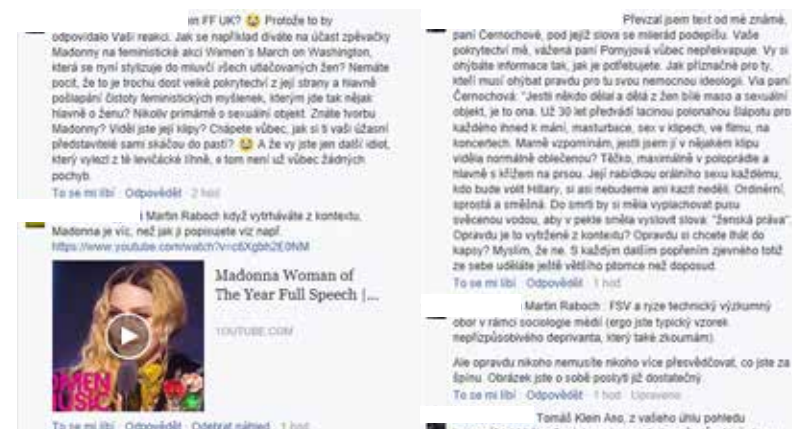 m FF UK? 😂 Protože to by
odpovídalo Vaší reakci. Jak se například díváte na účast zpěvačky
Madonny na feministické akci Wamen´s March on Washington,
která se nyní stylizuje do mluvčí všech utlačovaných žen? Nemáte
pocit, že to je trochu dost velké pokrytectví z její strany a hlavně
pošlapání čistoty feministických myšlenek, kterým jde tak nějak
hlavně o ženu? Nikoliv primárně o sexuální objekt. Znáte tvorbu
Madonny? Viděl jste její klipy? Chápete vůbec, jak si ti vaši úžasní
představitelé sami skáčou do pasti? 😂 A že vy jste jen další idiot,
který vylezl z té levičácké líhně, o tom není už vůbec žádných
pochyb.
To se mi líbí · Odpovědět · 2 hod
Martin Raboch když vytrháváte z kontextu,
Madonna je víc, než jak ji popisujete viz např.
https://www.youtube.com/watch?v=c6Xgbh2E0NM
Madonna Woman of
The Year Full Speech |...
YOUTUBE.COM
OMEN
MUSIC
To se mi líbí · Odpovědět · Odebrat náhled · 1 hod
Převzal jsem text od mé známé,
paní Černochové, pod jejíž slova se milerád podepíšu. Vaše
pokrytectví mě, vážená paní Pomyjová vůbec nepřekvapuje. Vy si
ohýbáte informace tak, jak je potřebujete. Jak příznačné pro ty,
kteří musí ohýbat pravdu pro tu svou nemocnou ideologii. Via paní
Černochová: "Jestli někdo dělal a dělá z žen bílé maso a sexuální
objekt, je to ona. Už 30 let předvádí lacinou polonahou šlápotu pro
každého ihned k mání, masturbace, sex v klipech, ve filmu, na
koncertech. Marně vzpomínám, jestli jsem ji v nějakém klipu
viděla normálně oblečenou? Těžko, maximálně v poloprádle a
hlavně s křížem na prsou. Její nabídkou orálního sexu každému,
kdo bude volit Hillary, si asi nebudeme ani kazit neděli. Ordinérní,
sprostá a směšná. Do smrti by si měla vyplachovat pusu
svěcenou vodou, aby v pekle směla vyslovit slova: "ženská práva".
Opravdu je to vytržené z kontextu? Opravdu si chcete lhát do
kapsy? Myslím, že ne. S každým dalším popřením zjevného totiž
ze sebe uděláte ještě většího pitomce než doposud.
To se mi líbí · Odpovědět · 1 hod
Martin Raboch : FSV a ryze technický výzkumný
obor v rámci sociologie médií (ergo jste typický vzorek
nepřizpůsobivého deprivanta, který také zkoumám).
Ale opravdu nikoho nemusíte nikoho více přesvědčovat, co jste za
špínu. Obrázek jste o sobě poskytl již dostatečný.
To se mi líbí · Odpovědět · 1 hod · Upraveno
Tomáš Klein Ano, z vašeho úhlu pohledu